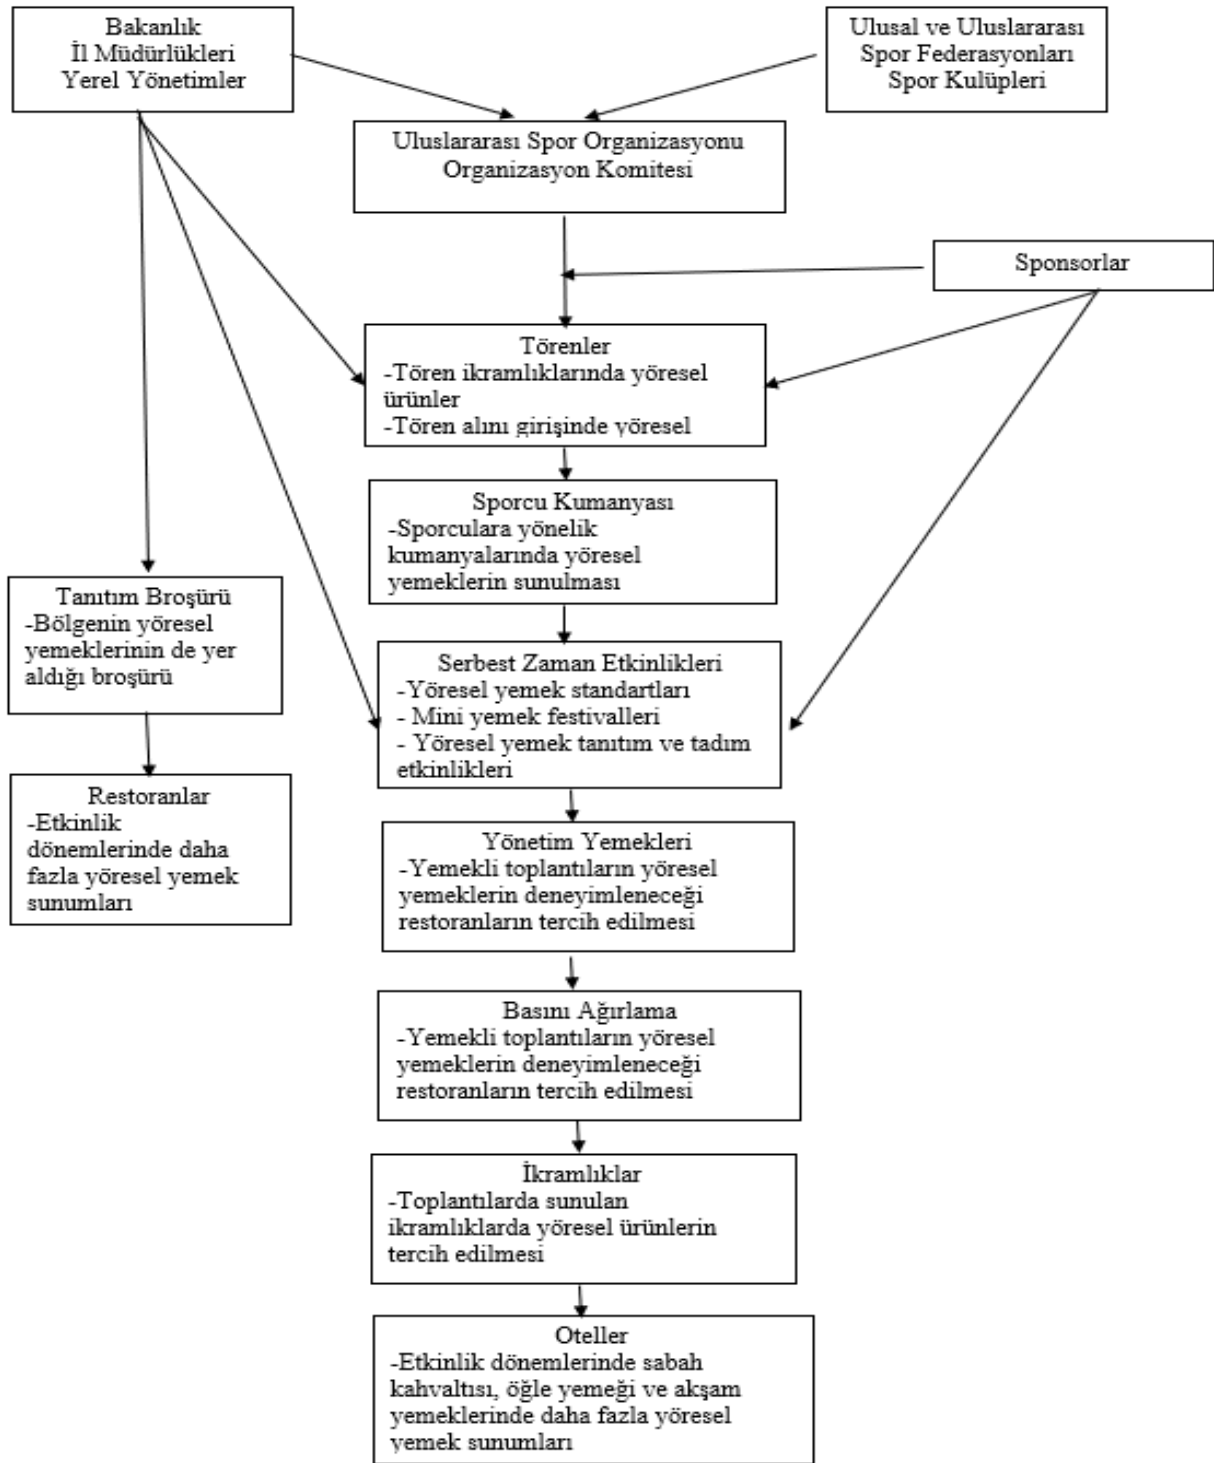 Bakanlık
İl Müdürlükleri
Yerel Yönetimler
Ulusal ve Uluslararası
Spor Federasyonları
Spor Kulüpleri
Uluslararası Spor Organizasyonu
Organizasyon Komitesi
Sponsorlar
Törenler
-Tören ikramlıklarında yöresel
ürünler
-Tören alını girişinde yöresel
Sporcu Kumanyası
-Sporculara yönelik
kumanyalarında yöresel
yemeklerin sunulması
Tanıtım Broşürü
-Bölgenin yöresel
yemeklerinin de yer
aldığı broşürü
Serbest Zaman Etkinlikleri
-Yöresel yemek standartları
- Mini yemek festivalleri
- Yöresel yemek tanıtım ve tadım
etkinlikleri
Restoranlar
-Etkinlik
dönemlerinde daha
fazla yöresel yemek
sunumları
Yönetim Yemekleri
-Yemekli toplantıların yöresel
yemeklerin deneyimleneceği
restoranların tercih edilmesi
Basını Ağırlama
-Yemekli toplantıların yöresel
yemeklerin deneyimleneceği
restoranların tercih edilmesi
İkramlıklar
-Toplantılarda sunulan
ikramlıklarda yöresel ürünlerin
tercih edilmesi
Oteller
-Etkinlik dönemlerinde sabah
kahvaltısı, öğle yemeği ve akşam
yemeklerinde daha fazla yöresel
yemek sunumları